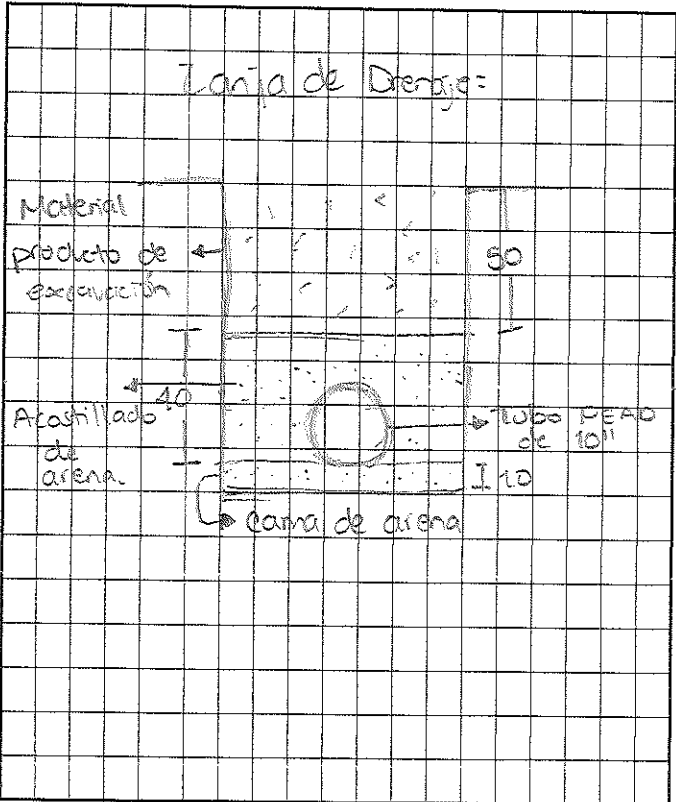 Zanja de Drenaje:
Material
producto de
excavación
50
40
Acostillado
de
arena.
Tubo PEAD
de 10"
10
cama de arena